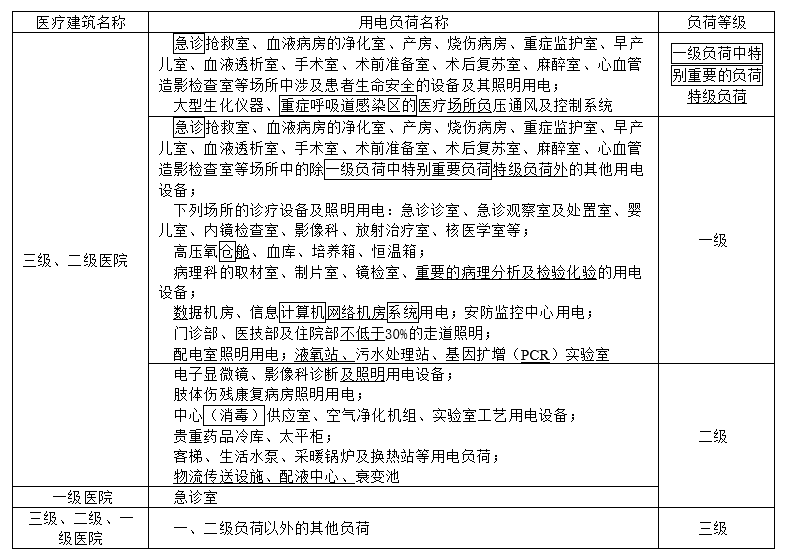 医疗建筑名称 用电负荷名称 负荷等级
急诊抢救室、血液病房的净化室、产房、烧伤病房、重症监护室、早产
儿室、血液透析室、手术室、术前准备室、术后复苏室、麻醉室、心血管
造影检查室等场所中涉及患者生命安全的设备及其照明用电；
大型生化仪器、重症呼吸道感染区的医疗场所负压通风及控制系统
一级负荷中特
别重要的负荷
特级负荷
三级、二级医院
急诊抢救室、血液病房的净化室、产房、烧伤病房、重症监护室、早产
儿室、血液透析室、手术室、术前准备室、术后复苏室、麻醉室、心血管
造影检查室等场所中的除一级负荷中特别重要负荷特级负荷外的其他用电
设备；
下列场所的诊疗设备及照明用电：急诊诊室、急诊观察室及处置室、婴
儿室、内镜检查室、影像科、放射治疗室、核医学室等；
高压氧仓舱、血库、培养箱、恒温箱；
病理科的取材室、制片室、镜检室、重要的病理分析及检验化验的用电
设备；
数据机房、信息计算机网络机房系统用电；安防监控中心用电；
门诊部、医技部及住院部不低于30%的走道照明；
配电室照明用电；液氧站、污水处理站、基因扩增（PCR）实验室
一级
电子显微镜、影像科诊断及照明用电设备；
肢体伤残康复病房照明用电；
中心（消毒）供应室、空气净化机组、实验室工艺用电设备；
贵重药品冷库、太平柜；
客梯、生活水泵、采暖锅炉及换热站等用电负荷；
物流传送设施、配液中心、衰变池
二级
一级医院 急诊室
三级、二级、一
级医院
一、二级负荷以外的其他负荷 三级